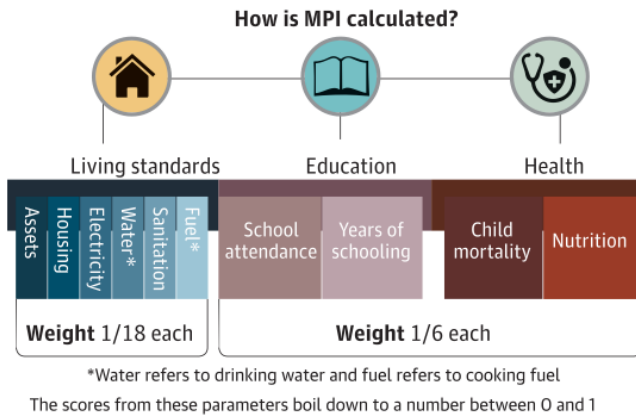 How is MPI calculated?
Living standards
Education
Health
Assets
Housing
Electricity
Water*
Sanitation
Fuel*
School
attendance
Years of
schooling
Child
mortality
Nutrition
Weight 1/18 each
Weight 1/6 each
*Water refers to drinking water and fuel refers to cooking fuel
The scores from these parameters boil down to a number between 0 and 1